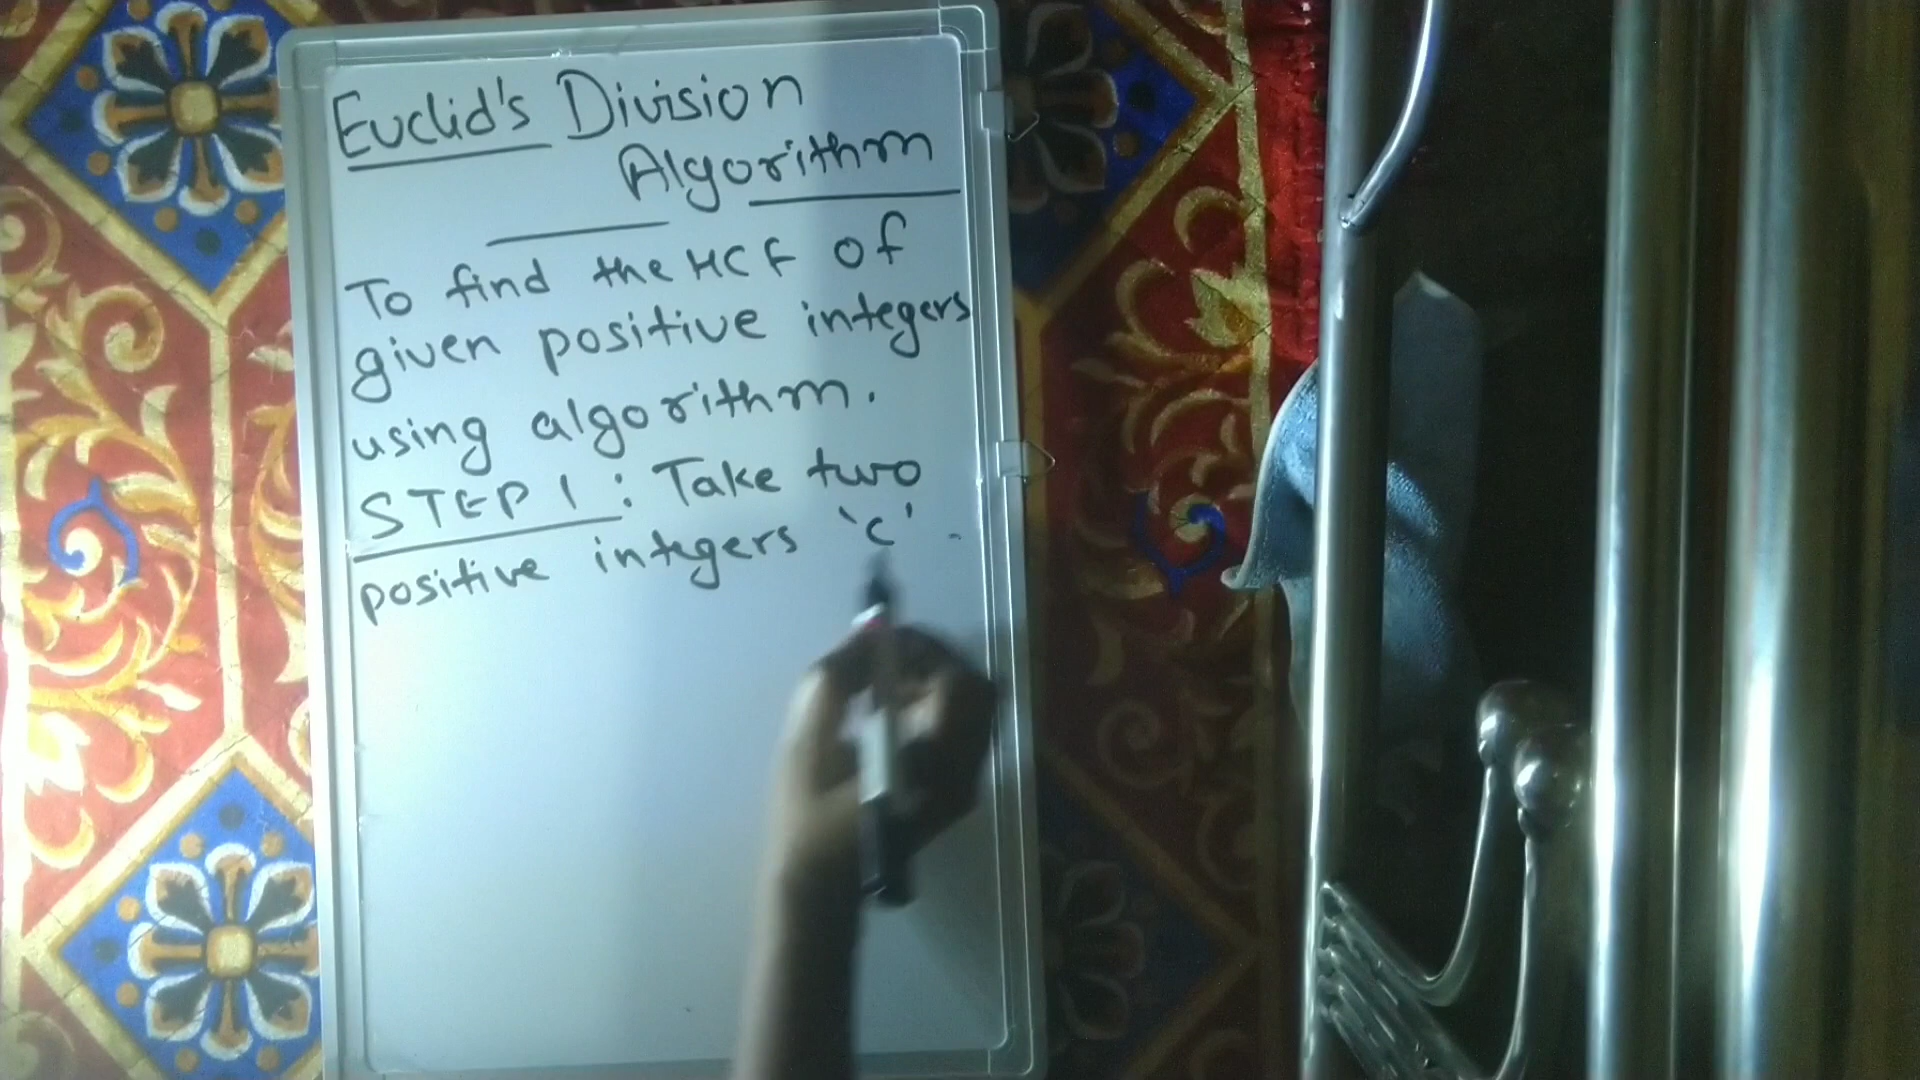 Euclid's Division
Algorithm
To find the HCF of
given positive integers
using algorithm.
STEP 1 : Take two
positive integers 'c'.